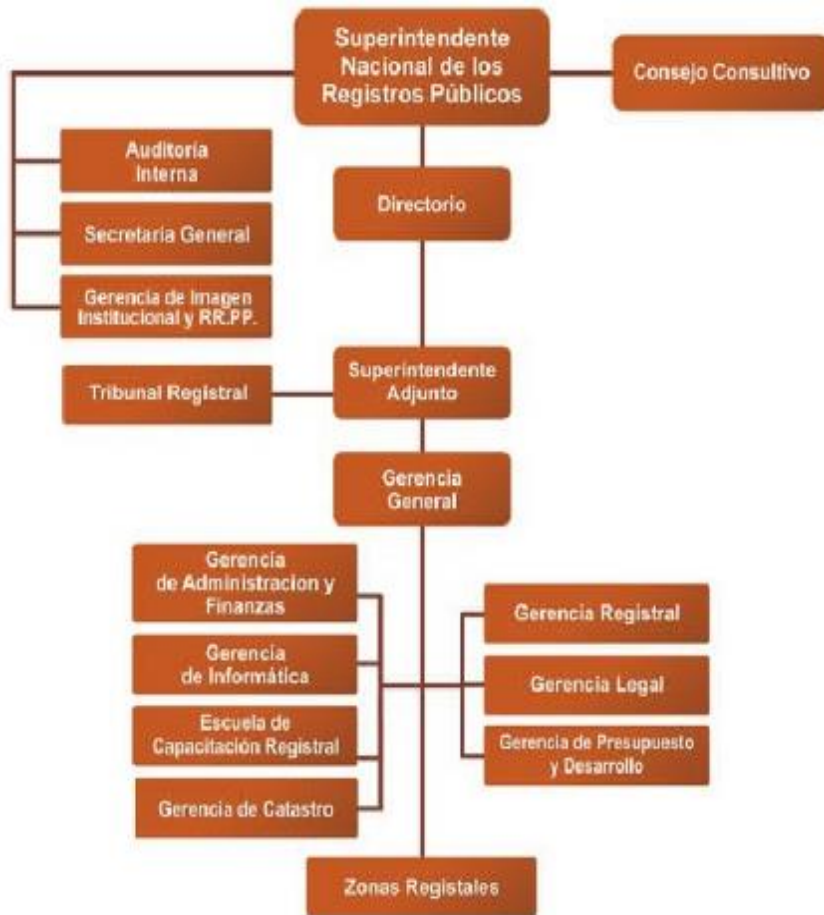 Superintendente
Nacional de los
Registros Públicos
Consejo Consultivo
Auditoría
Interna
Directorio
Secretaria General
Gerencia de Imagen
Institucional y RR.PP.
Superintendente
Adjunto
Tribunal Registral
Gerencia
General
Gerencia
de Administracion y
Finanzas
Gerencia Registral
Gerencia
de Informática
Gerencia Legal
Escuela de
Capacitación Registral
Gerencia de Presupuesto
y Desarrollo
Gerencia de Catastro
Zonas Registales